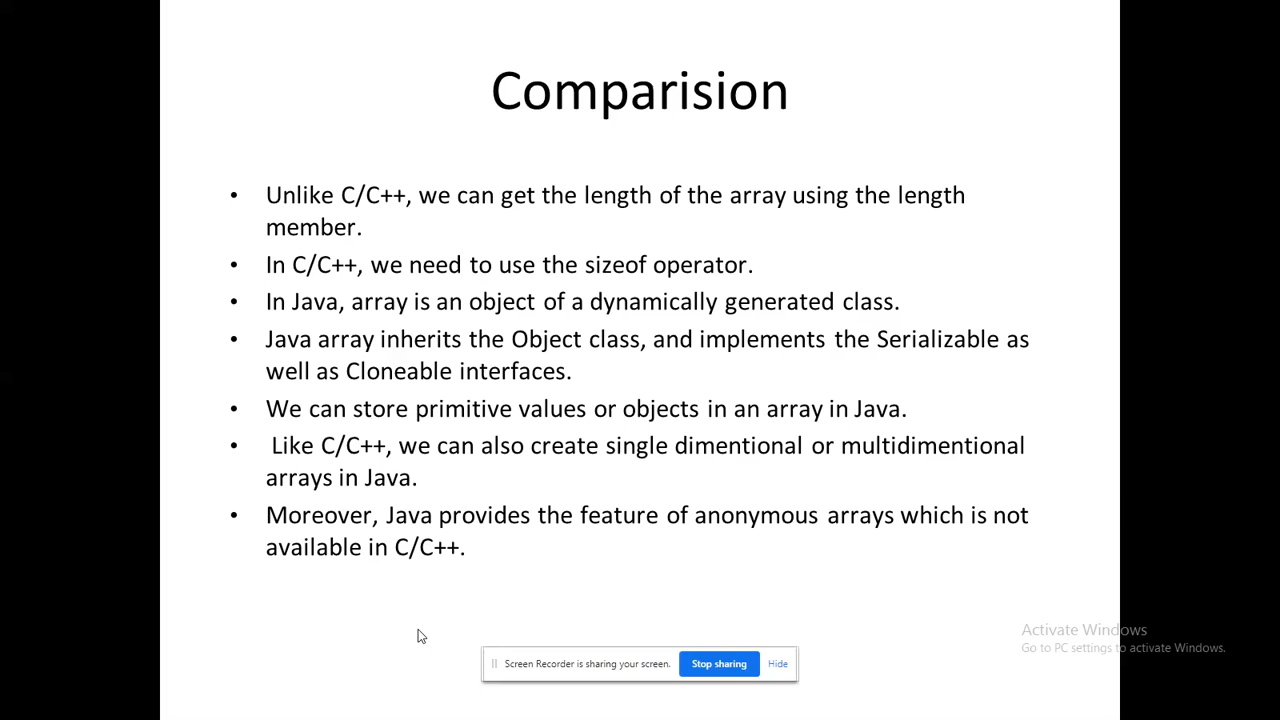 Comparision
• Unlike C/C++, we can get the length of the array using the length
member.
• In C/C++, we need to use the sizeof operator.
• In Java, array is an object of a dynamically generated class.
• Java array inherits the Object class, and implements the Serializable as
well as Cloneable interfaces.
• We can store primitive values or objects in an array in Java.
• Like C/C++, we can also create single dimentional or multidimentional
arrays in Java.
• Moreover, Java provides the feature of anonymous arrays which is not
available in C/C++.
Activate Windows
Go to PC settings to activate Windows.
Screen Recorder is sharing your screen. Stop sharing Hide